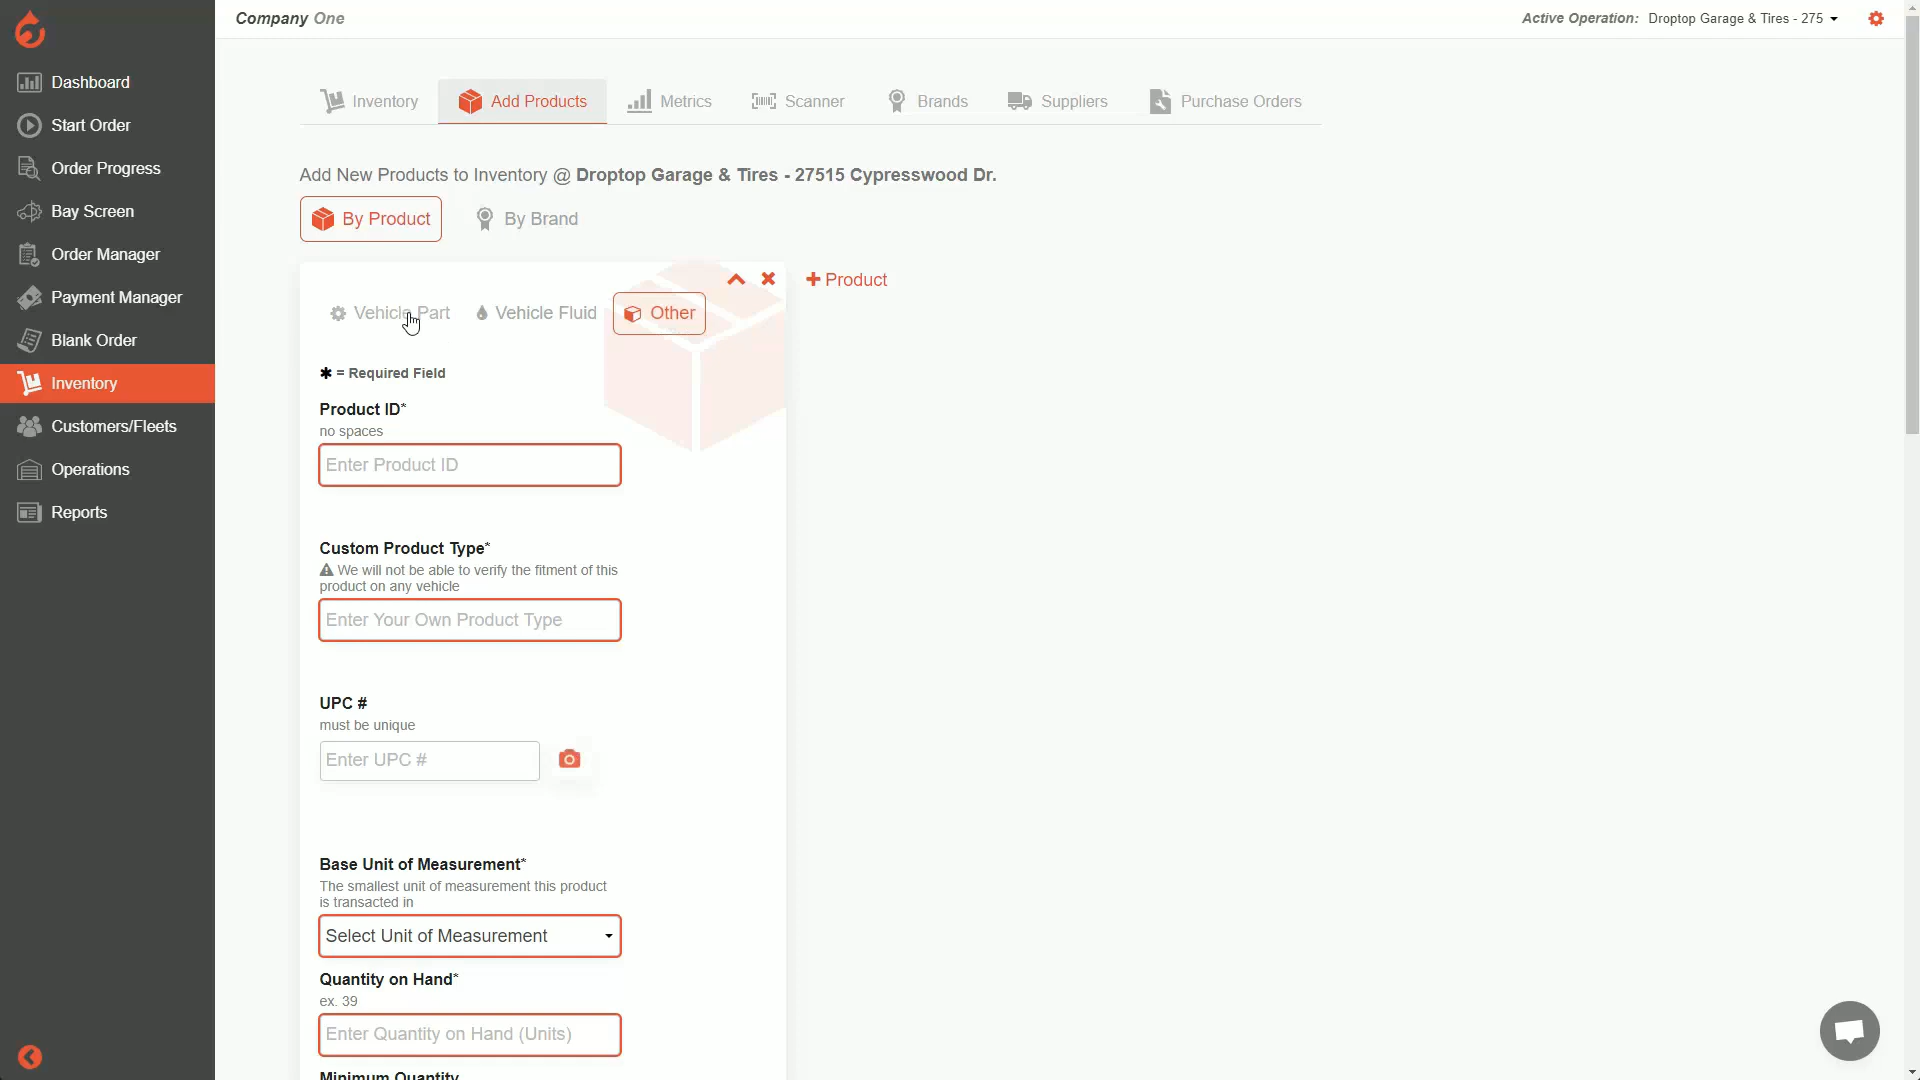 Company One
Active Operation: Droptop Garage & Tires - 275
Dashboard
Start Order
Order Progress
Bay Screen
Order Manager
Payment Manager
Blank Order
Inventory
Customers/Fleets
Operations
Reports
Inventory
Add Products
Metrics
Scanner
Brands
Suppliers
Purchase Orders
Add New Products to Inventory @ Droptop Garage & Tires - 27515 Cypresswood Dr.
By Product
By Brand
+ Product
Vehicle Part
Vehicle Fluid
Other
✱ = Required Field
Product ID*
no spaces
Enter Product ID
Custom Product Type*
We will not be able to verify the fitment of this
product on any vehicle
Enter Your Own Product Type
UPC #
must be unique
Enter UPC #
Base Unit of Measurement*
The smallest unit of measurement this product
is transacted in
Select Unit of Measurement
Quantity on Hand*
ex. 39
Enter Quantity on Hand (Units)
Minimum Quantity